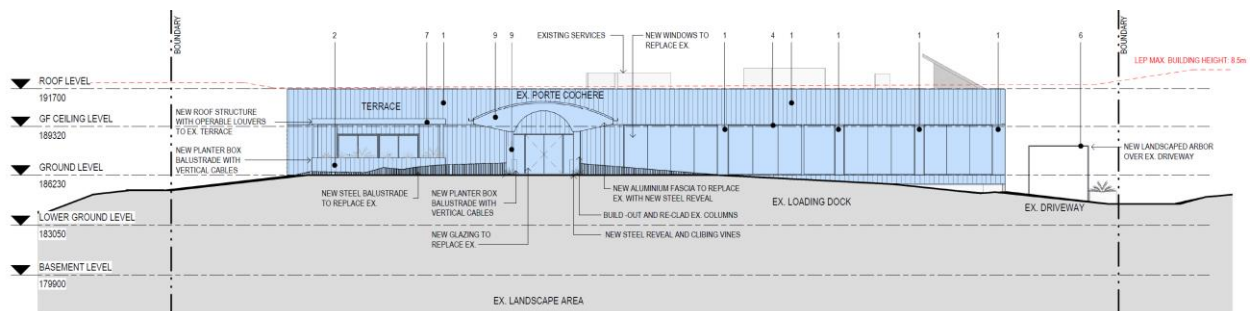 BOUNDARY
2
7
1
9
9
EXISTING SERVICES
NEW WINDOWS TO
REPLACE EX.
1
4
1
1
1
1
6
BOUNDARY
LEP MAX. BUILDING HEIGHT: 8.5m
ROOF LEVEL
191700
NEW ROOF STRUCTURE
WITH OPERABLE LOUVERS
TO EX. TERRACE
TERRACE
EX. PORTE COCHERE
GF CEILING LEVEL
189320
NEW PLANTER BOX
BALUSTRADE WITH
VERTICAL CABLES
NEW LANDSCAPED ARBOR
OVER EX. DRIVEWAY
GROUND LEVEL
186230
NEW STEEL BALUSTRADE
TO REPLACE EX.
NEW PLANTER BOX
BALUSTRADE WITH
VERTICAL CABLES
NEW ALUMINIUM FASCIA TO REPLACE
EX. WITH NEW STEEL REVEAL
EX. LOADING DOCK
EX. DRIVEWAY
BUILD -OUT AND RE-CLAD EX. COLUMNS
LOWER GROUND LEVEL
183050
NEW GLAZING TO
REPLACE EX.
NEW STEEL REVEAL AND CLIBING VINES
BASEMENT LEVEL
179900
EX. LANDSCAPE AREA